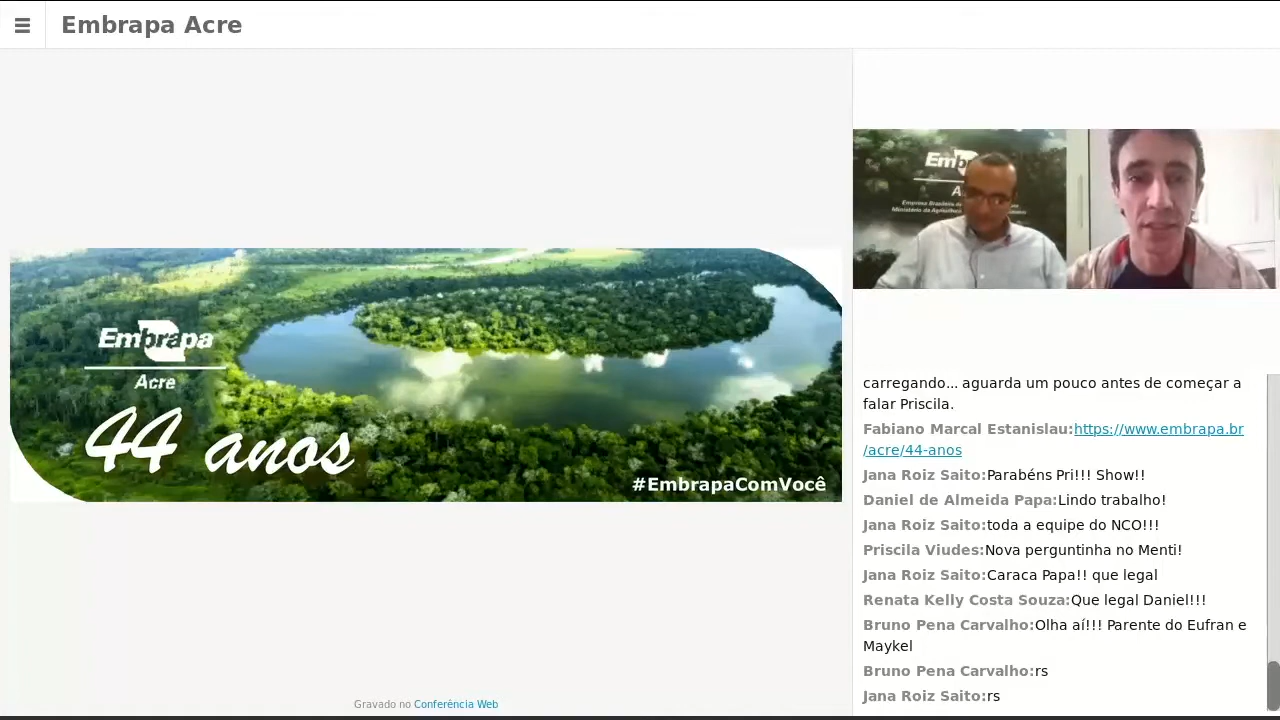 Embrapa Acre
Embrapa
Acre
44 anos
#EmbrapaComVocê
Gravado no Conferência Web
carregando... aguarda um pouco antes de começar a
falar Priscila.
Fabiano Marcal Estanislau:https://www.embrapa.br
/acre/44-anos
Jana Roiz Saito:Parabéns Pri!!! Show!!
Daniel de Almeida Papa:Lindo trabalho!
Jana Roiz Saito:toda a equipe do NCO!!!
Priscila Viudes:Nova perguntinha no Menti!
Jana Roiz Saito:Caraca Papa!! que legal
Renata Kelly Costa Souza:Que legal Daniel!!!
Bruno Pena Carvalho:Olha aí!!! Parente do Eufran e
Maykel
Bruno Pena Carvalho:rs
Jana Roiz Saito:rs